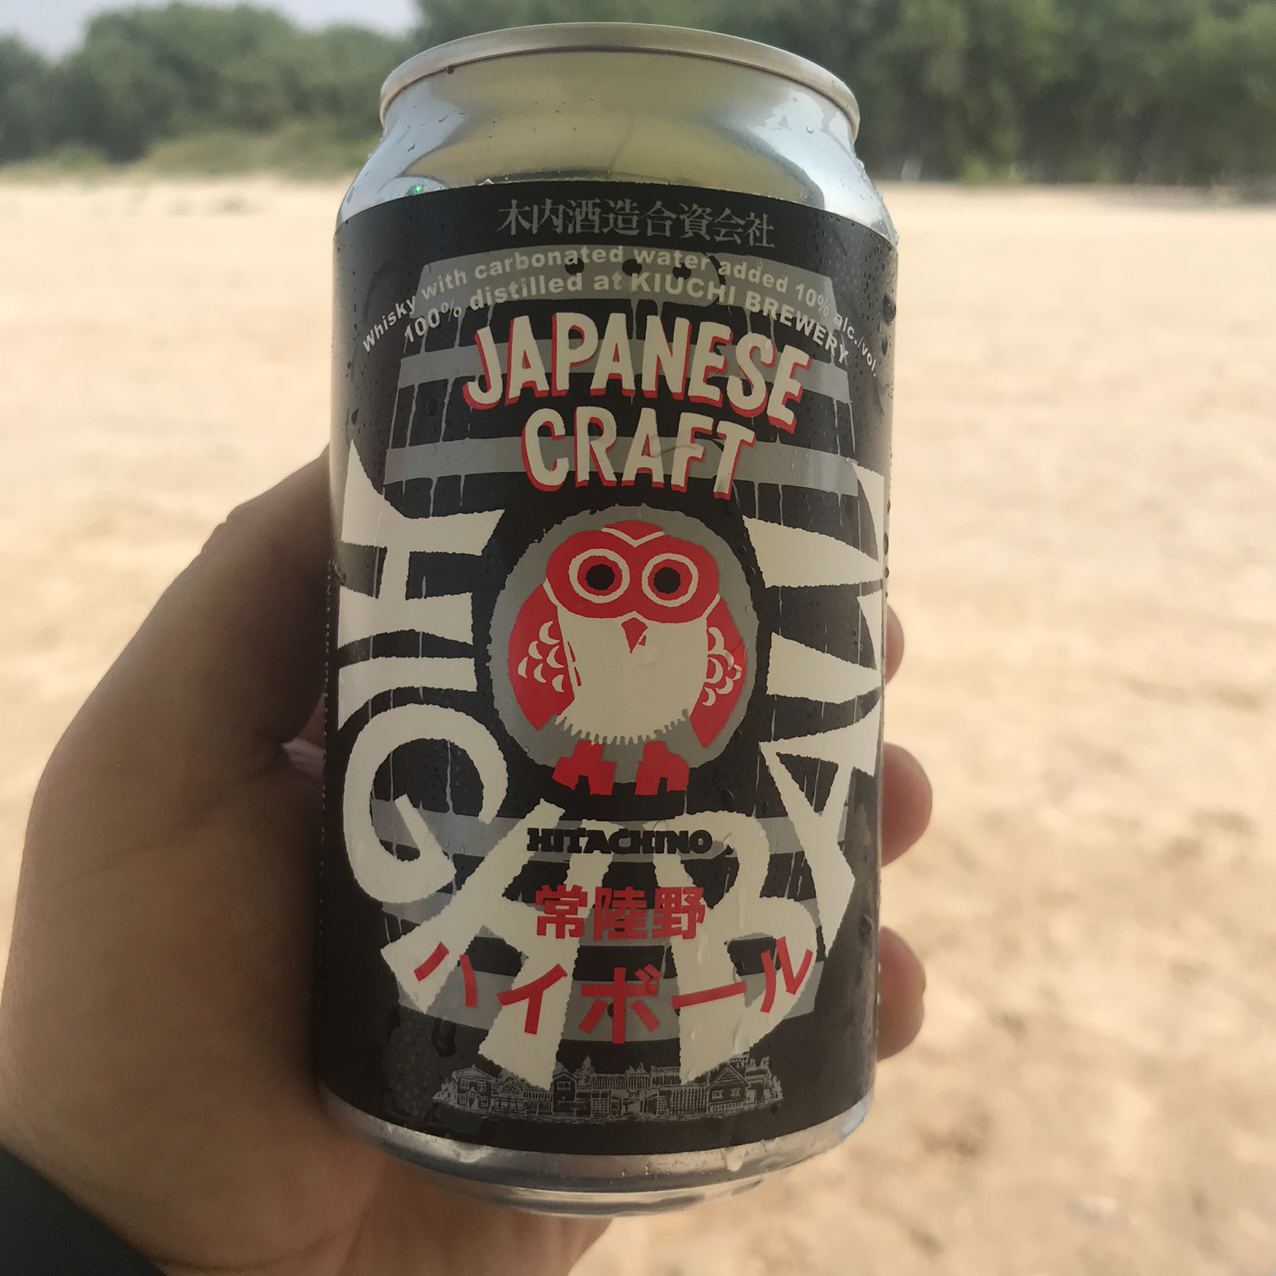 木内酒造合資会社
Whisky with carbonated water added 10% alc./vol.
100% distilled at KIUCHI BREWERY
JAPANESE
CRAFT
HIGHBALL
HITACHINO
常陸野
ハイボール